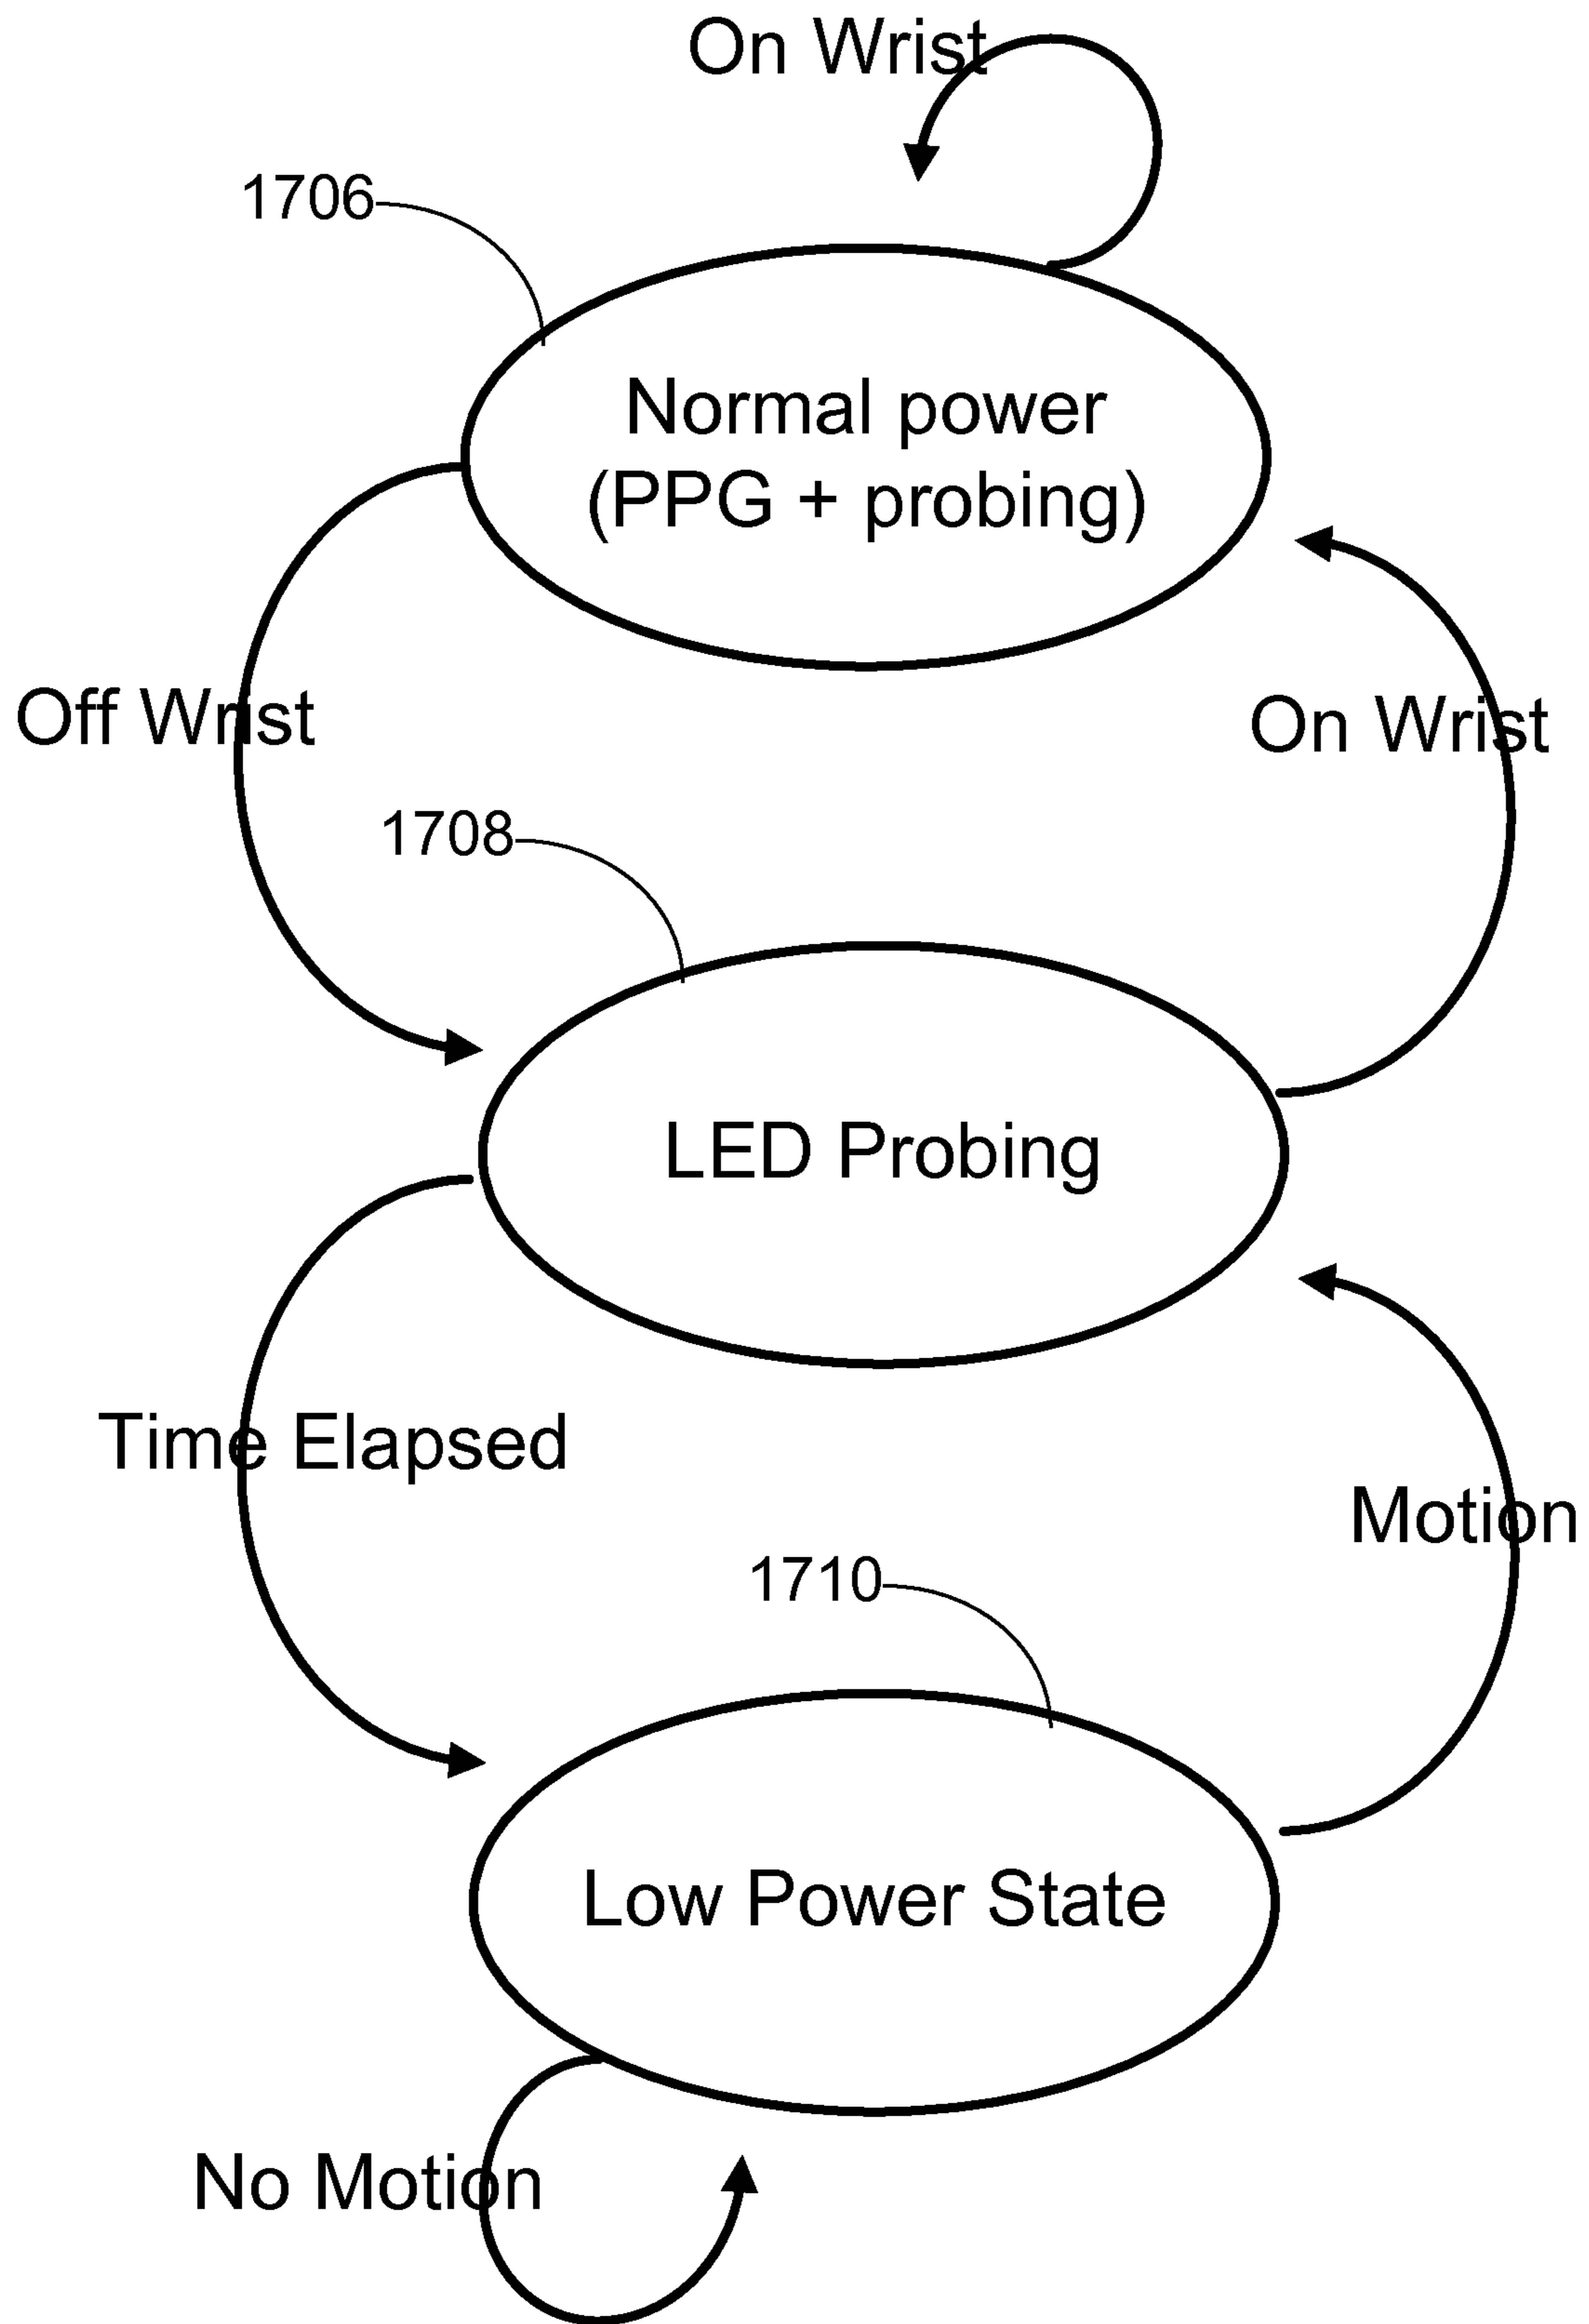 On Wrist
1706
Normal power
(PPG + probing)
Off Wrist
On Wrist
1708
LED Probing
Time Elapsed
Motion
1710
Low Power State
No Motion